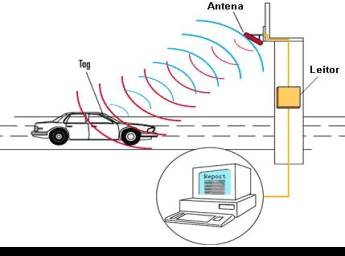 Antena
Tag
Leitor
Report